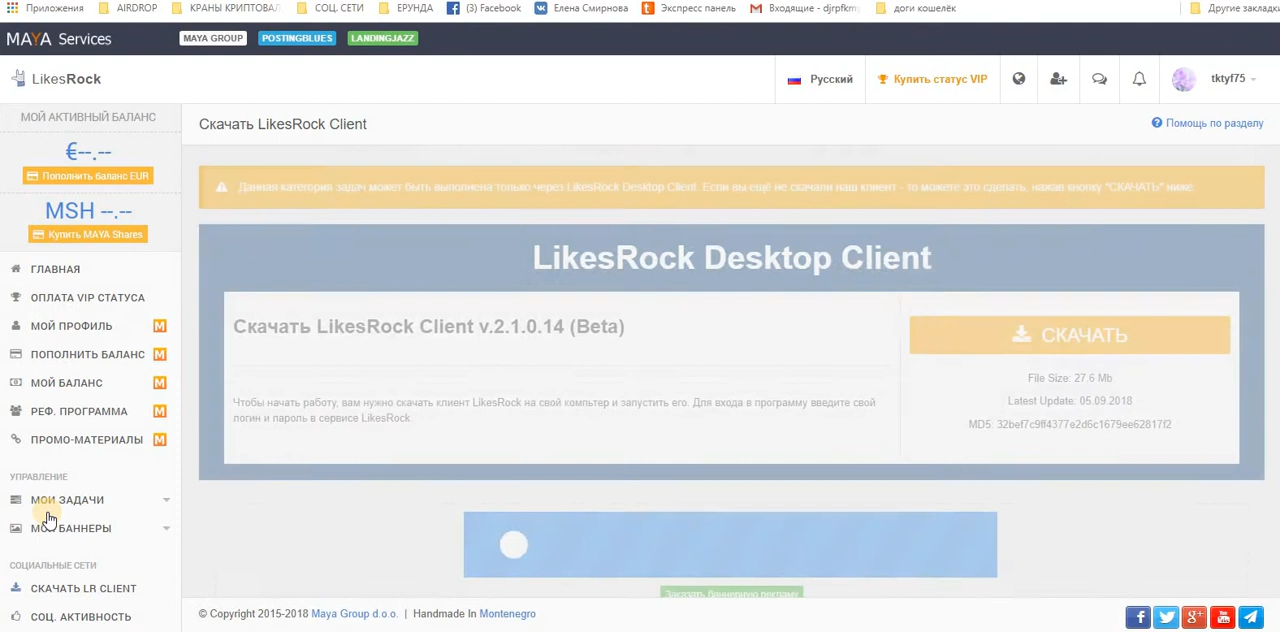 Приложения AIRDROP КРАНЫ КРИПТОВАЛ СОЦ. СЕТИ ЕРУНДА (3) Facebook Елена Смирнова Экспресс панель Входящие - djrpfkm доги кошелёк Другие закладки
MAYA Services MAYA GROUP POSTINGBLUES LANDINGJAZZ
LikesRock Русский Купить статус VIP tktyf75
МОЙ АКТИВНЫЙ БАЛАНС
€--.--
Пополнить баланс EUR
MSH --.--
Купить MAYA Shares
ГЛАВНАЯ
ОПЛАТА VIP СТАТУСА
МОЙ ПРОФИЛЬ M
ПОПОЛНИТЬ БАЛАНС M
МОЙ БАЛАНС M
РЕФ. ПРОГРАММА M
ПРОМО-МАТЕРИАЛЫ M
УПРАВЛЕНИЕ
МОИ ЗАДАЧИ
МОИ БАННЕРЫ
СОЦИАЛЬНЫЕ СЕТИ
СКАЧАТЬ LR CLIENT
СОЦ. АКТИВНОСТЬ
Скачать LikesRock Client Помощь по разделу
Данная категория задач может быть выполнена только через LikesRock Desktop Client. Если вы ещё не скачали наш клиент - то можете это сделать, нажав кнопку "СКАЧАТЬ" ниже.
LikesRock Desktop Client
Скачать LikesRock Client v.2.1.0.14 (Beta)
Чтобы начать работу, вам нужно скачать клиент LikesRock на свой компьтер и запустить его. Для входа в программу введите свой
логин и пароль в сервисе LikesRock.
СКАЧАТЬ
File Size: 27.6 Mb
Latest Update: 05.09.2018
MD5: 32bef7c9ff4377e2d6c1679ee62817f2
Заказать баннерную рекламу
© Copyright 2015-2018 Maya Group d.o.o. | Handmade In Montenegro